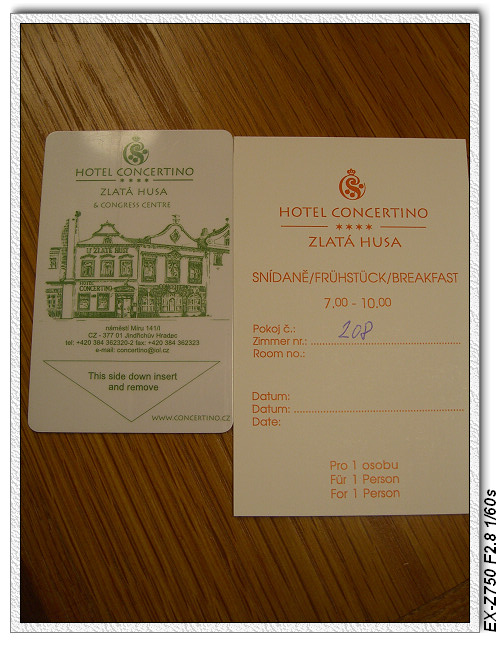 HOTEL CONCERTINO
★★★★
ZLATÁ HUSA
& CONGRESS CENTRE
U ZLATÉ HUSY
HOTEL
CONCERTINO
náměstí Míru 141/I
CZ - 377 01 Jindřichův Hradec
tel: +420 384 362320-2 fax: +420 384 362323
e-mail: concertino@iol.cz
This side down insert
and remove
WWW.CONCERTINO.CZ
HOTEL CONCERTINO
★★★★
ZLATÁ HUSA
SNÍDANĚ/FRÜHSTÜCK/BREAKFAST
7.00 - 10.00
Pokoj č.:
Zimmer nr.: 208
Room no.:
Datum:
Datum:
Date:
Pro 1 osobu
Für 1 Person
For 1 Person
EX-Z750 F2.8 1/60s